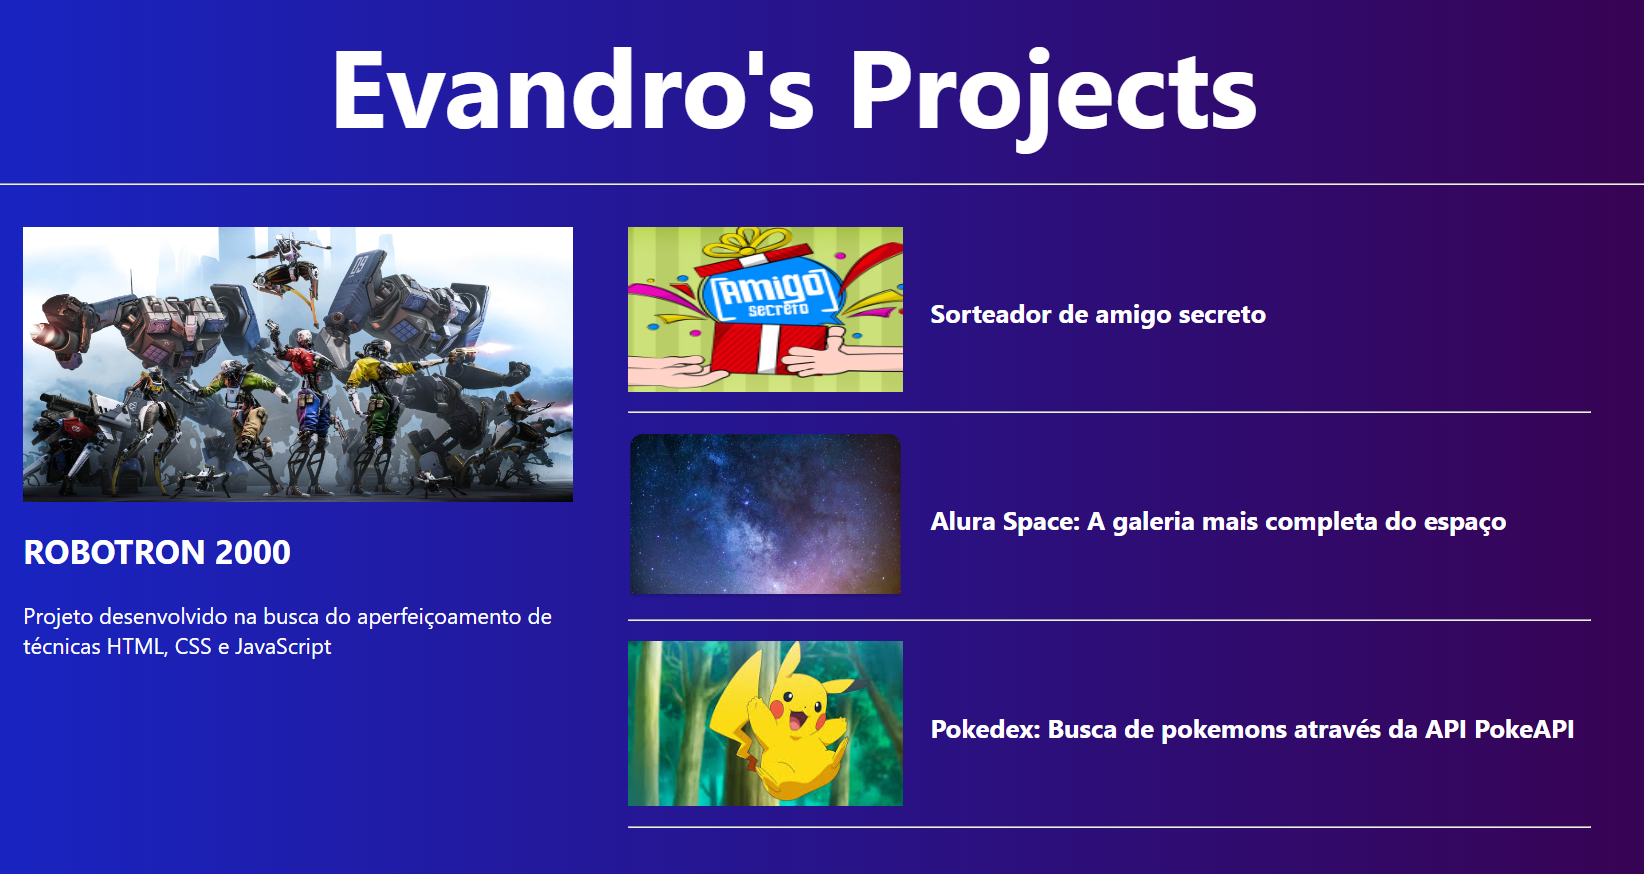 Evandro's Projects
09
Amigo
secreto
Sorteador de amigo secreto
ROBOTRON 2000
Projeto desenvolvido na busca do aperfeiçoamento de
técnicas HTML, CSS e JavaScript
Alura Space: A galeria mais completa do espaço
Pokedex: Busca de pokemons através da API PokeAPI